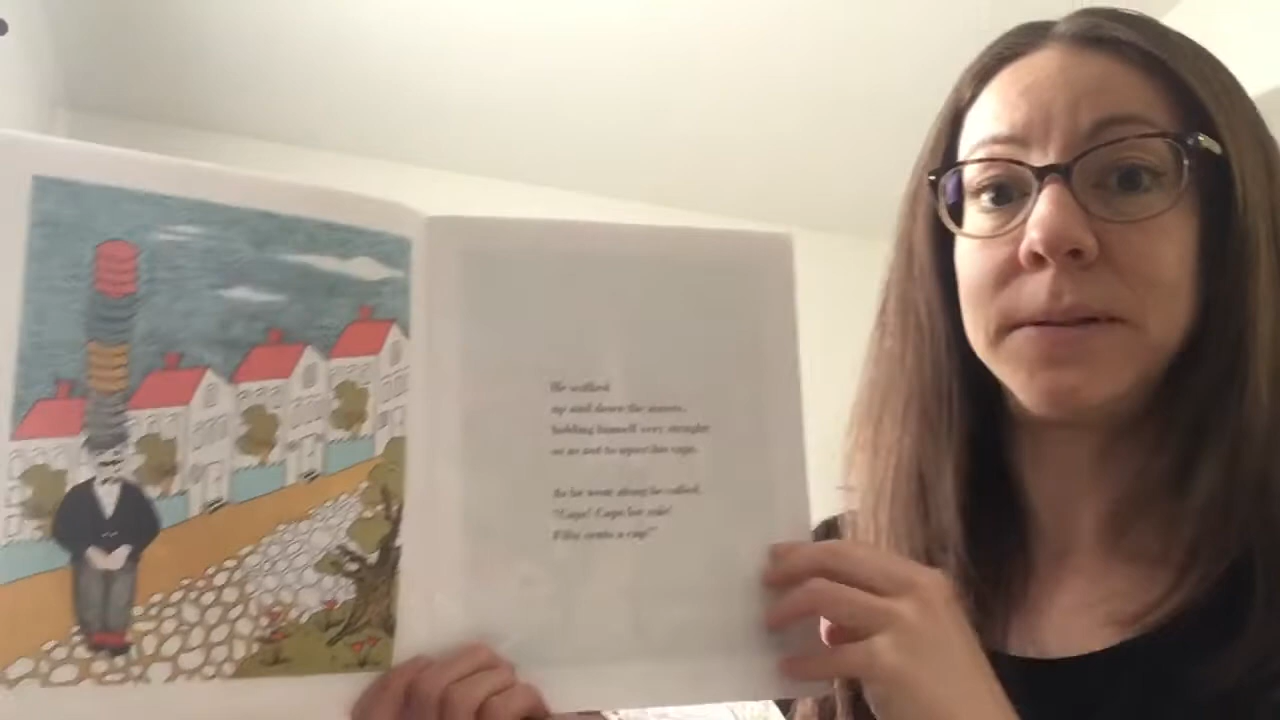 He walked
up and down the streets,
holding himself very straight
so as not to upset his caps.
As he went along he called,
"Caps! Caps for sale!
Fifty cents a cap!"